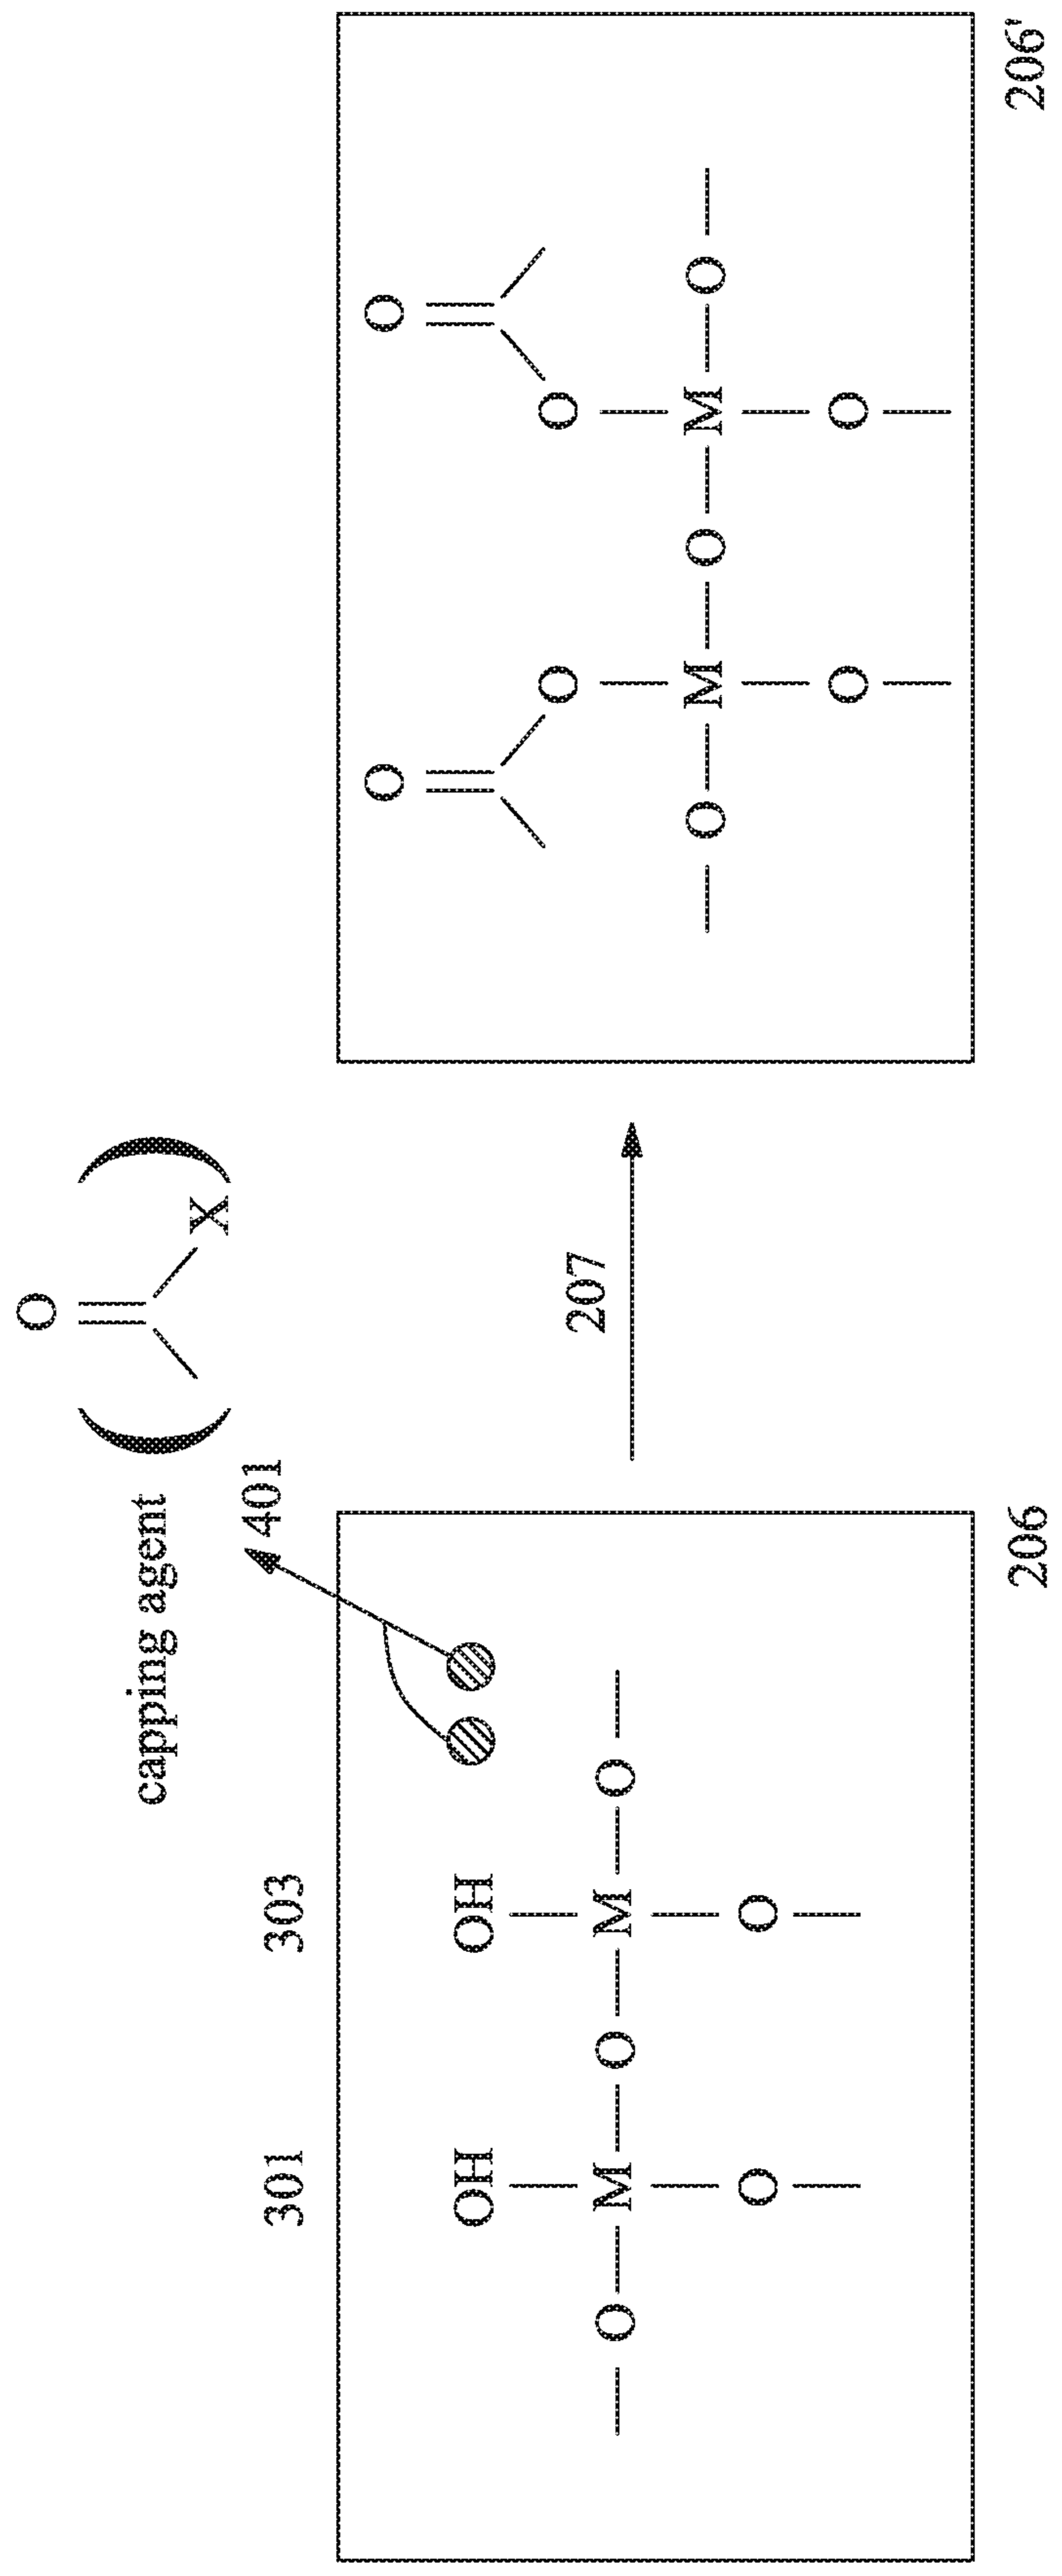 O
capping agent ( X )
401
301 303
OH OH
O M O M O
O O
206
207
O O
O O
O M O M O
O O
206'